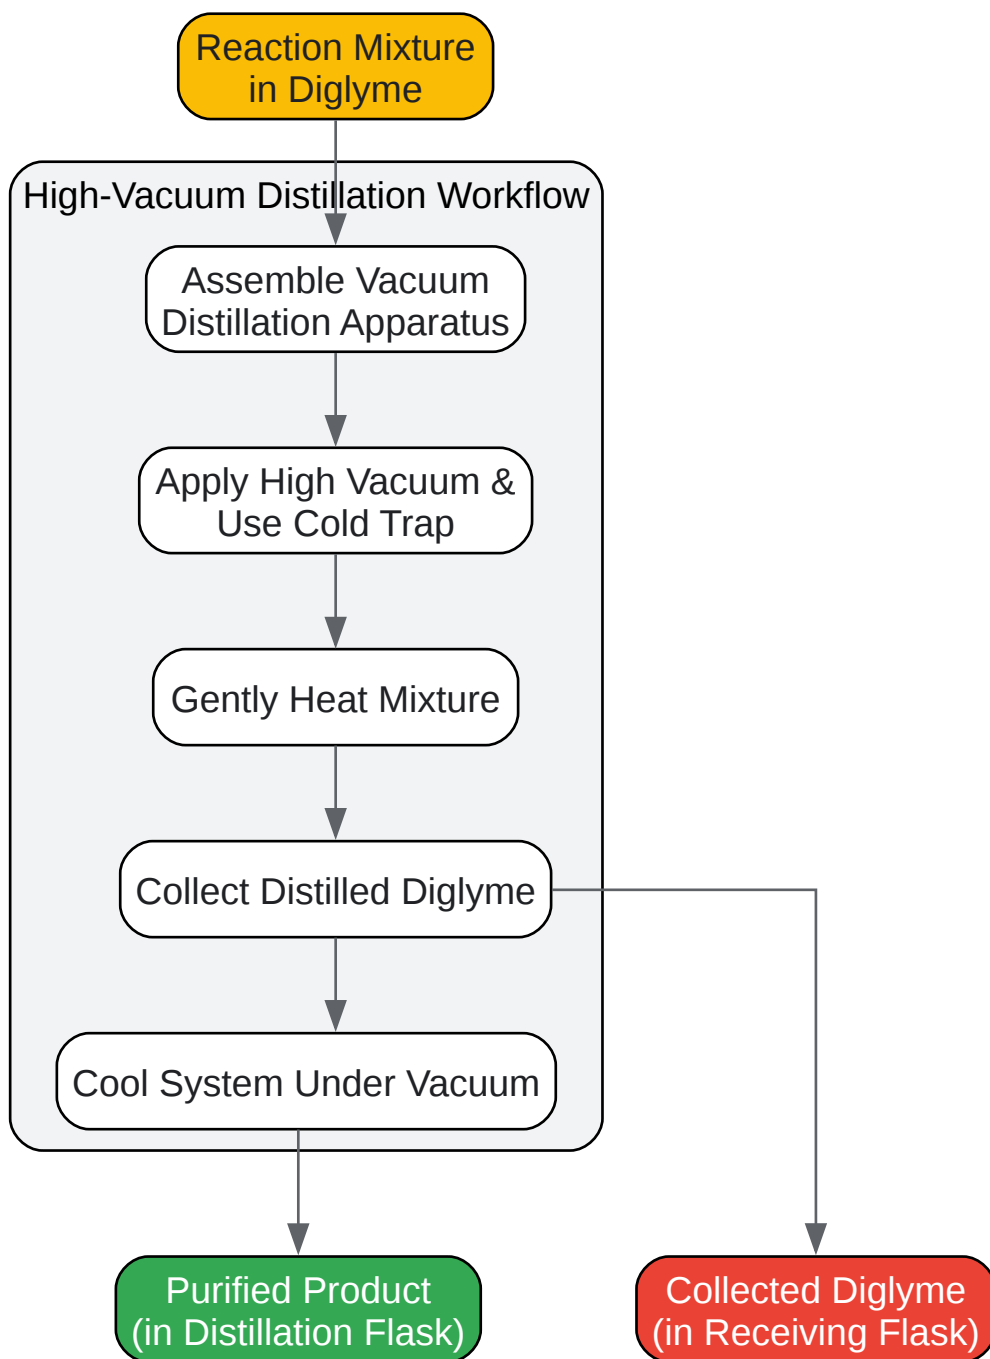 Reaction Mixture
in Diglyme
High-Vacuum Distillation Workflow
Assemble Vacuum
Distillation Apparatus
Apply High Vacuum &
Use Cold Trap
Gently Heat Mixture
Collect Distilled Diglyme
Cool System Under Vacuum
Purified Product
(in Distillation Flask)
Collected Diglyme
(in Receiving Flask)